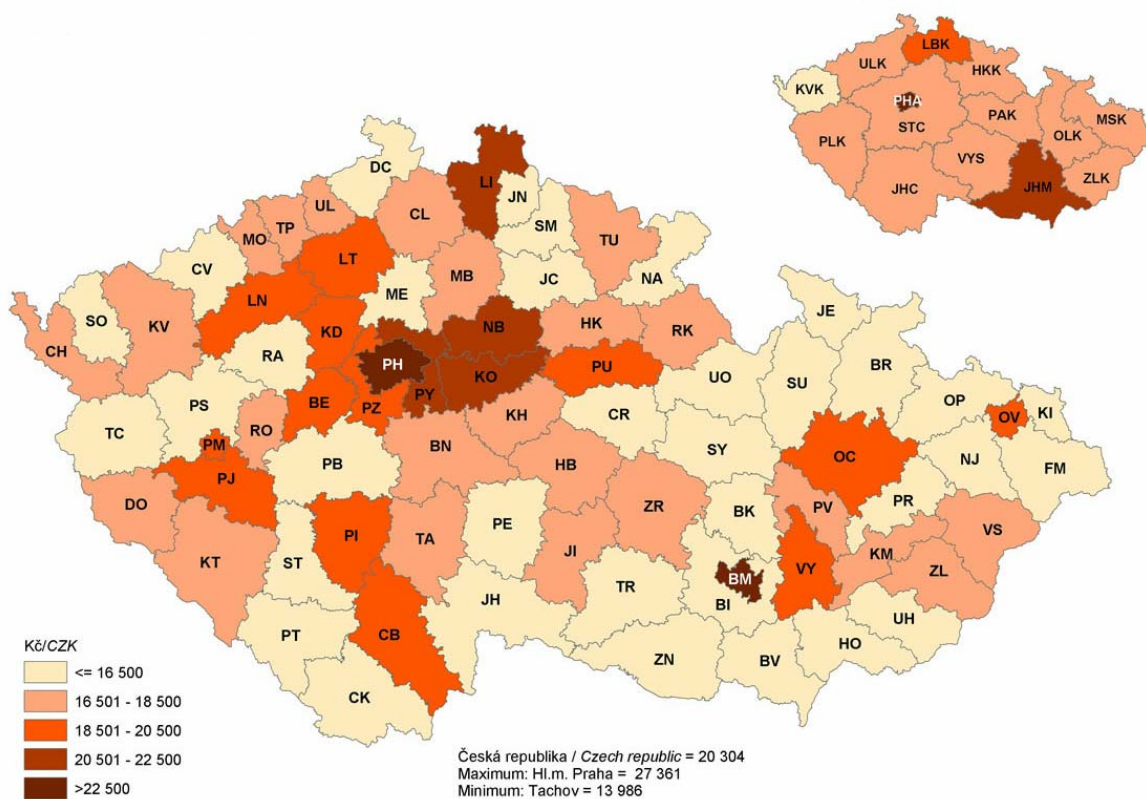 LBK
ULK
HKK
KVK
PHA
STC
PAK
MSK
OLK
PLK
VYS
ZLK
JHC
JHM
DC
LI
JN
UL
CL
SM
TP
MO
TU
LT
CV
JC
NA
MB
ME
LN
SO
KV
NB
HK
RK
KD
CH
RA
PH
JE
KO
PU
BR
PY
UO
SU
BE
PZ
PS
OP
OV
KI
TC
RO
KH
CR
PM
BN
SY
OC
NJ
FM
PB
HB
PJ
DO
PR
ZR
PV
BK
PE
PI
TA
VS
KT
ST
JI
KM
VY
ZL
BM
TR
JH
BI
UH
CB
PT
HO
ZN
BV
CK
Kč/CZK
<= 16 500
16 501 - 18 500
18 501 - 20 500
20 501 - 22 500
>22 500
Česká republika / Czech republic = 20 304
Maximum: Hl.m. Praha = 27 361
Minimum: Tachov = 13 986